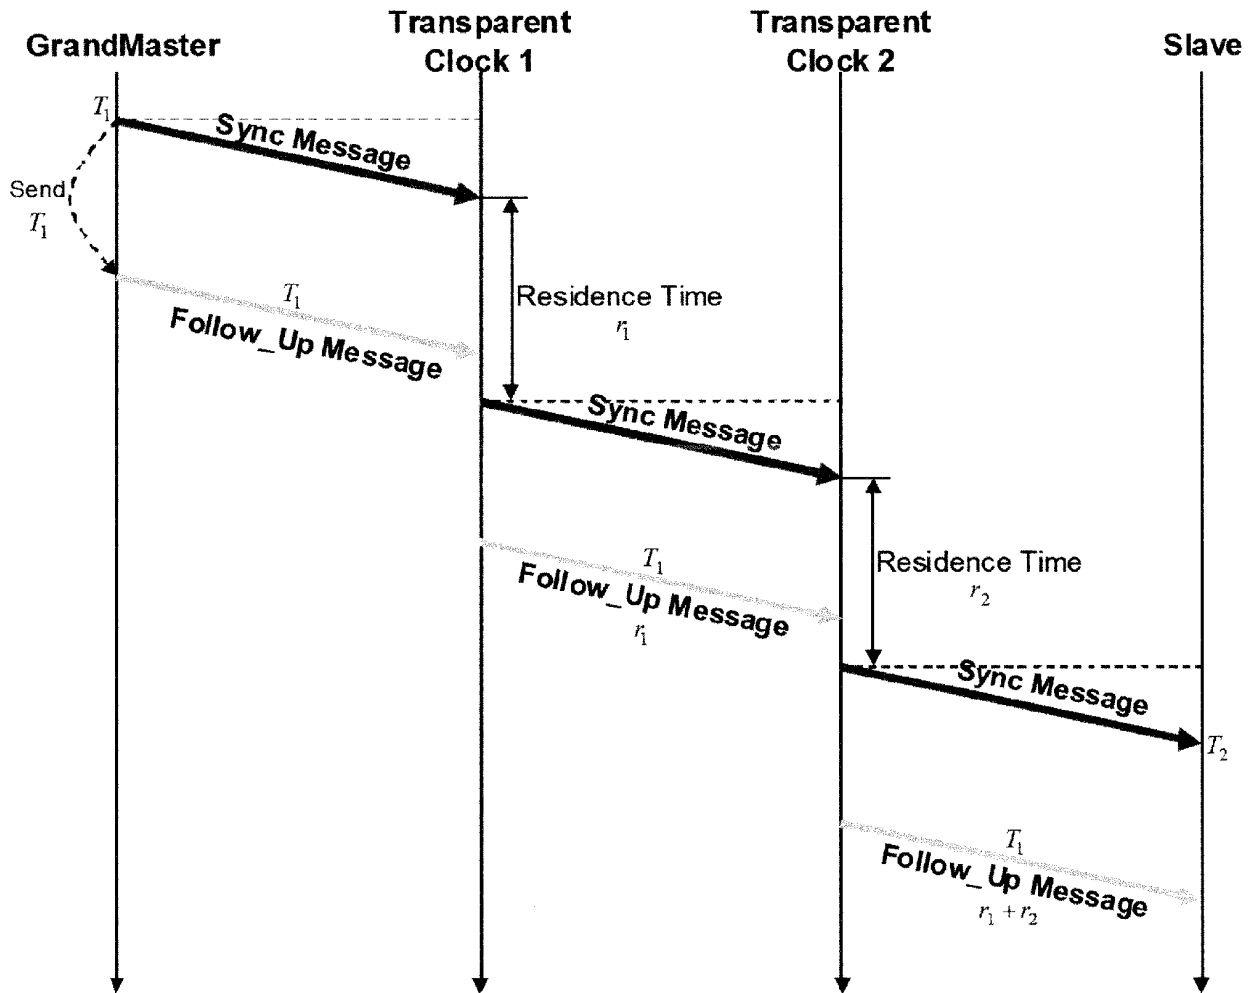 GrandMaster
Transparent
Clock 1
Transparent
Clock 2
Slave
T₁
Sync Message
Send
T₁
T₁
Follow_Up Message
Residence Time
r₁
Sync Message
T₁
Follow_Up Message
r₁
Residence Time
r₂
Sync Message
T₂
T₁
Follow_Up Message
r₁ + r₂